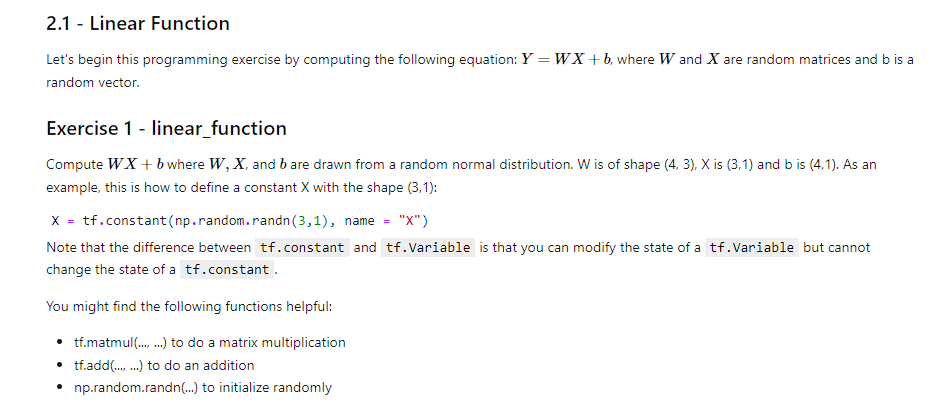 2.1 - Linear Function
Let's begin this programming exercise by computing the following equation: Y = WX + b, where W and X are random matrices and b is a
random vector.
Exercise 1 - linear_function
Compute WX + b where W, X, and b are drawn from a random normal distribution. W is of shape (4, 3), X is (3,1) and b is (4,1). As an
example, this is how to define a constant X with the shape (3,1):
X = tf.constant(np.random.randn(3,1), name = "X")
Note that the difference between tf.constant and tf.Variable is that you can modify the state of a tf.Variable but cannot
change the state of a tf.constant.
You might find the following functions helpful:
• tf.matmul(..., ...) to do a matrix multiplication
• tf.add(..., ...) to do an addition
• np.random.randn(...) to initialize randomly